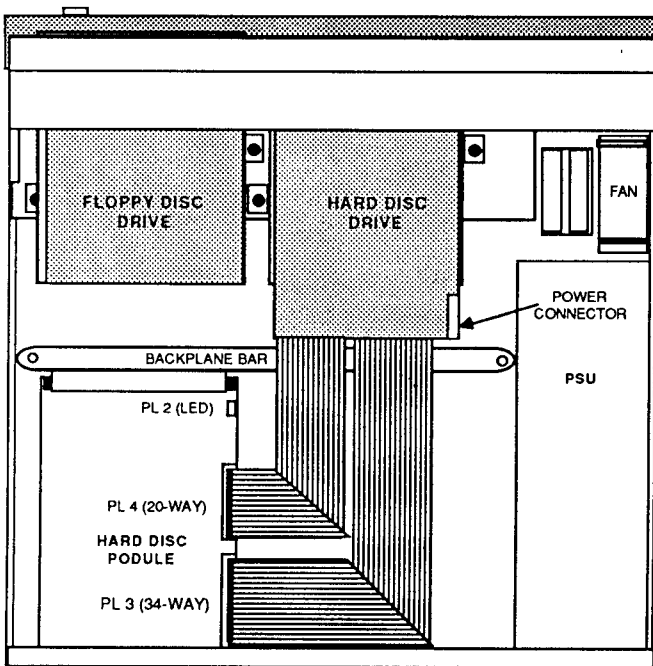 FLOPPY DISC
DRIVE
HARD DISC
DRIVE
FAN
POWER
CONNECTOR
BACKPLANE BAR
PSU
PL 2 (LED)
PL 4 (20-WAY)
HARD DISC
PODULE
PL 3 (34-WAY)